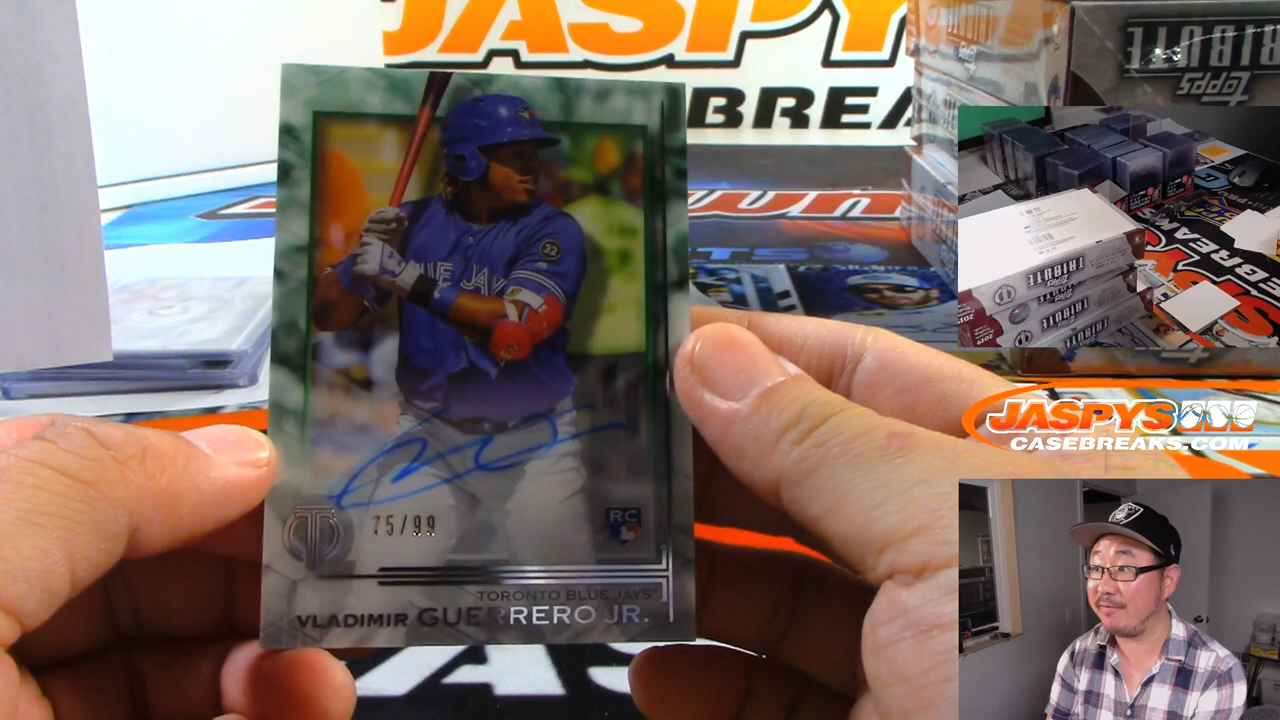 JASPY
BREA
TRIBUTE
topps
BLUE JAYS
32
75/99
RC
TORONTO BLUE JAYS
VLADIMIR GUERRERO JR.
TRIBUTE
TRIBUTE
TRIBUTE
2019
JASPYS
CASEBREAKS.COM